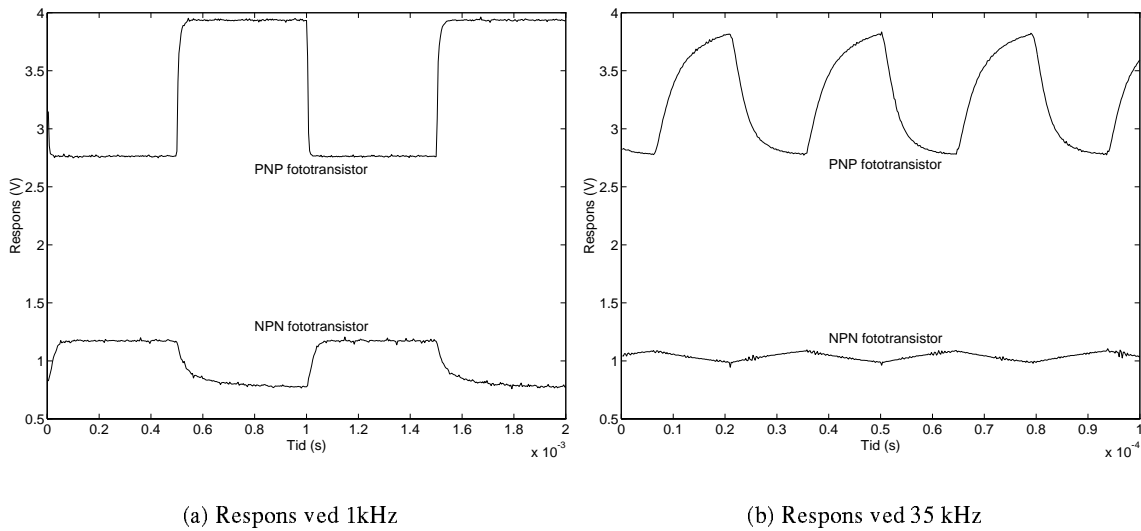 4
3.5
3
2.5
2
1.5
1
0.5
Respons (V)
PNP fototransistor
NPN fototransistor
0 0.2 0.4 0.6 0.8 1 1.2 1.4 1.6 1.8 2
Tid (s)
x 10-3
(a) Respons ved 1kHz
4
3.5
3
2.5
2
1.5
1
0.5
Respons (V)
PNP fototransistor
NPN fototransistor
0 0.1 0.2 0.3 0.4 0.5 0.6 0.7 0.8 0.9 1
Tid (s)
x 10-4
(b) Respons ved 35 kHz